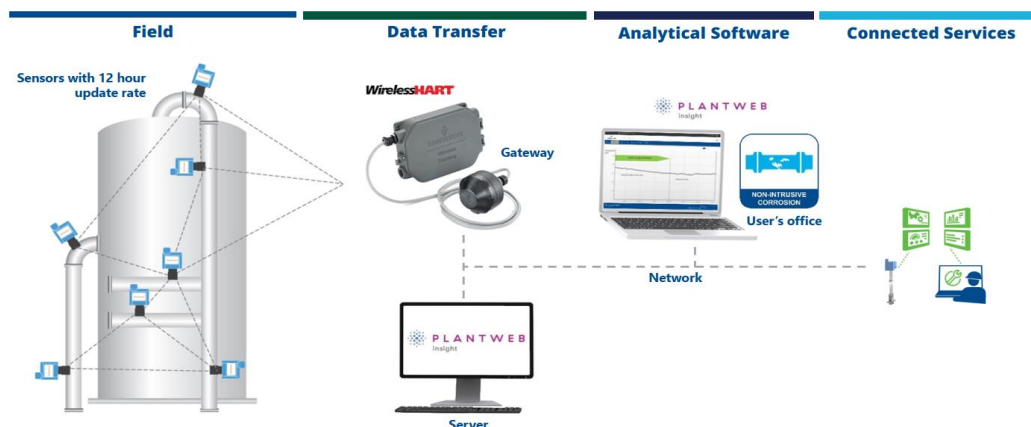 Field
Data Transfer
Analytical Software
Connected Services
Sensors with 12 hour
update rate
WirelessHART
Gateway
PLANTWEB
Insight
NON-INTRUSIVE
CORROSION
User's office
Network
PLANTWEB
Insight
Server